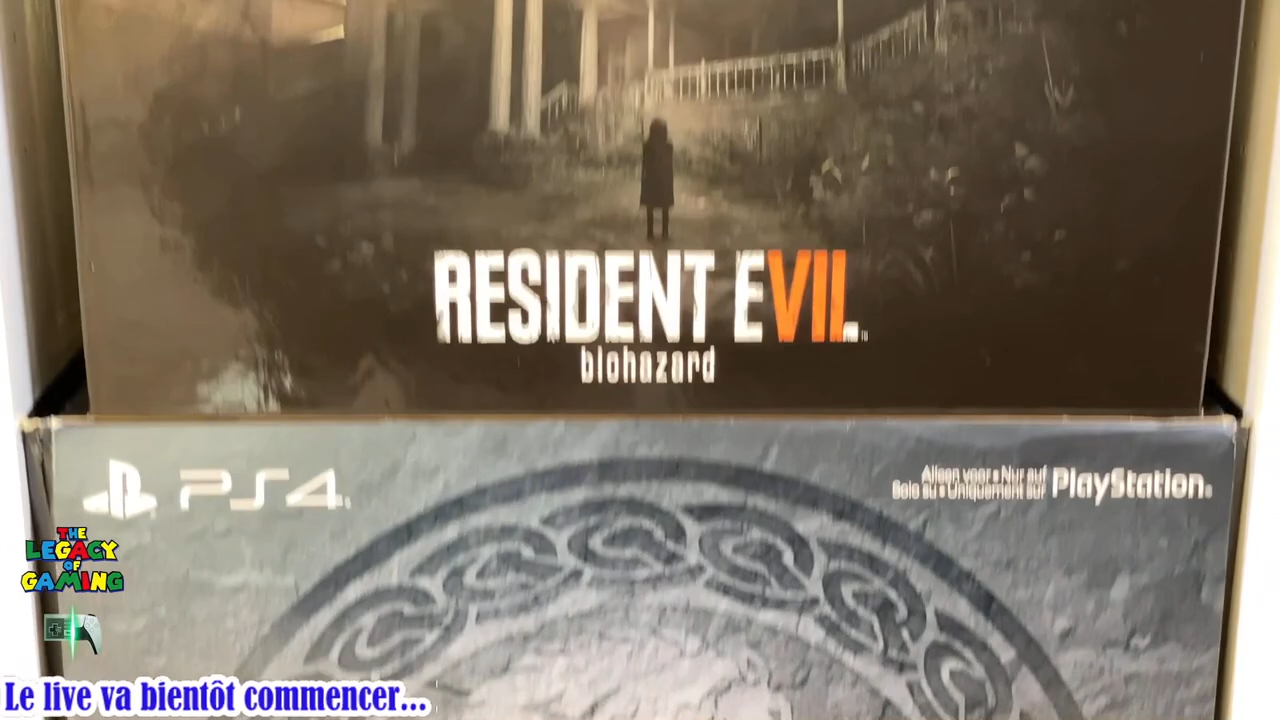 RESIDENT EVII.™
biohazard
PS4
Alleen voor • Nur auf
Solo su • Uniquement sur
PlayStation®
THE
LEGACY
OF
GAMING
Le live va bientôt commencer...